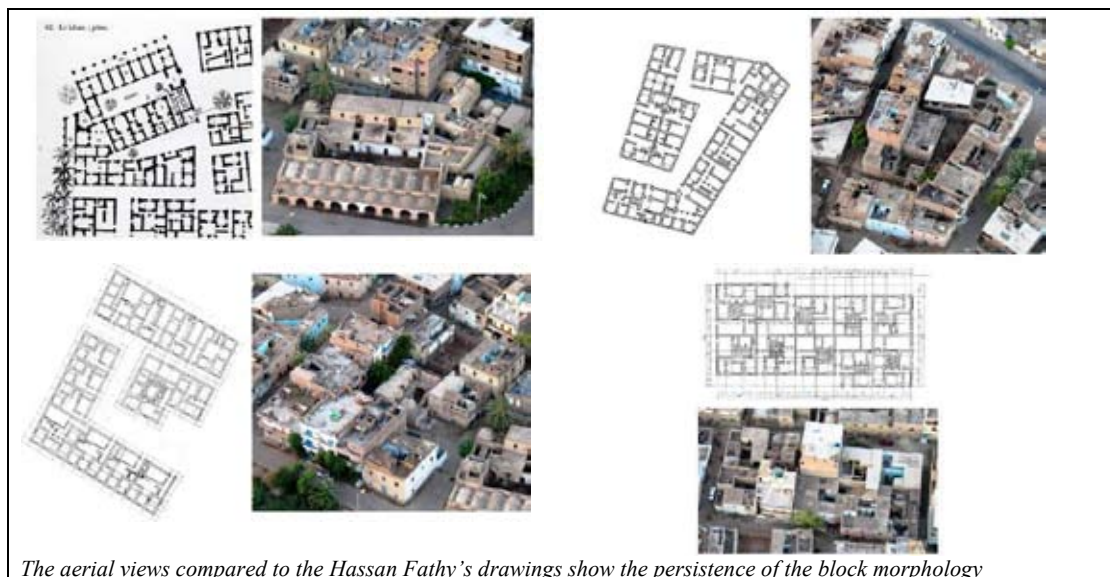 The aerial views compared to the Hassan Fathy's drawings show the persistence of the block morphology